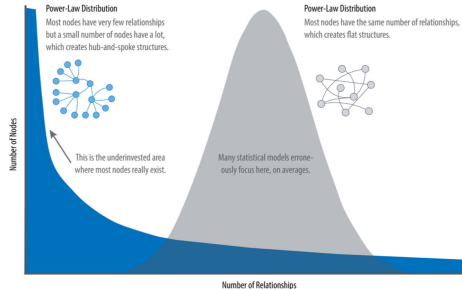 Power-Law Distribution
Most nodes have very few relationships
but a small number of nodes have a lot,
which creates hub-and-spoke structures.
Power-Law Distribution
Most nodes have the same number of relationships,
which creates flat structures.
This is the underinvested area
where most nodes really exist.
Many statistical models errone-
ously focus here, on averages.
Number of Nodes
Number of Relationships